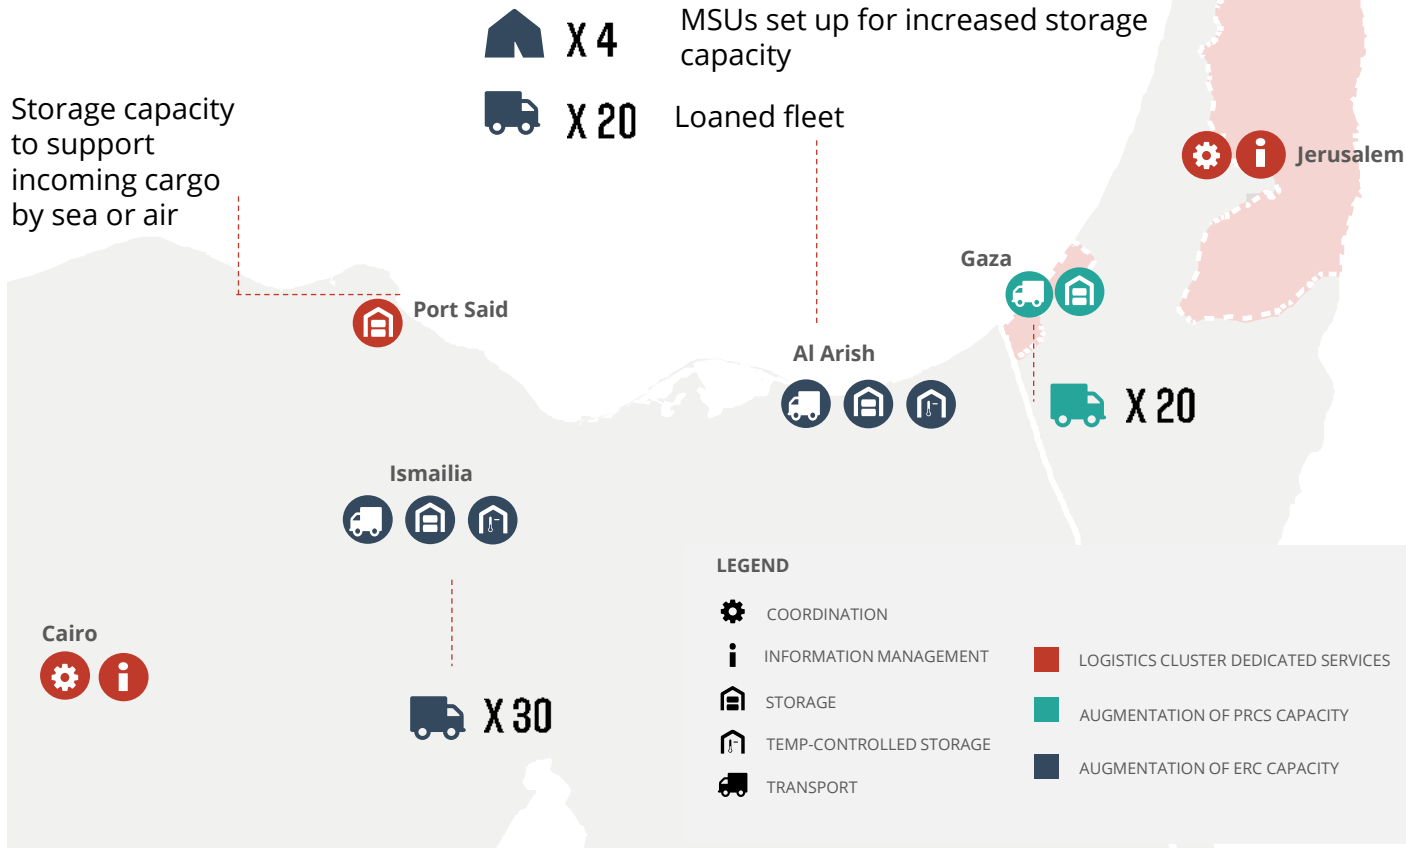 X 4
MSUs set up for increased storage
capacity
X 20
Loaned fleet
Storage capacity
to support
incoming cargo
by sea or air
Jerusalem
Gaza
Port Said
Al Arish
X 20
Ismailia
Cairo
X 30
LEGEND
COORDINATION
INFORMATION MANAGEMENT
STORAGE
TEMP-CONTROLLED STORAGE
TRANSPORT
LOGISTICS CLUSTER DEDICATED SERVICES
AUGMENTATION OF PRCS CAPACITY
AUGMENTATION OF ERC CAPACITY